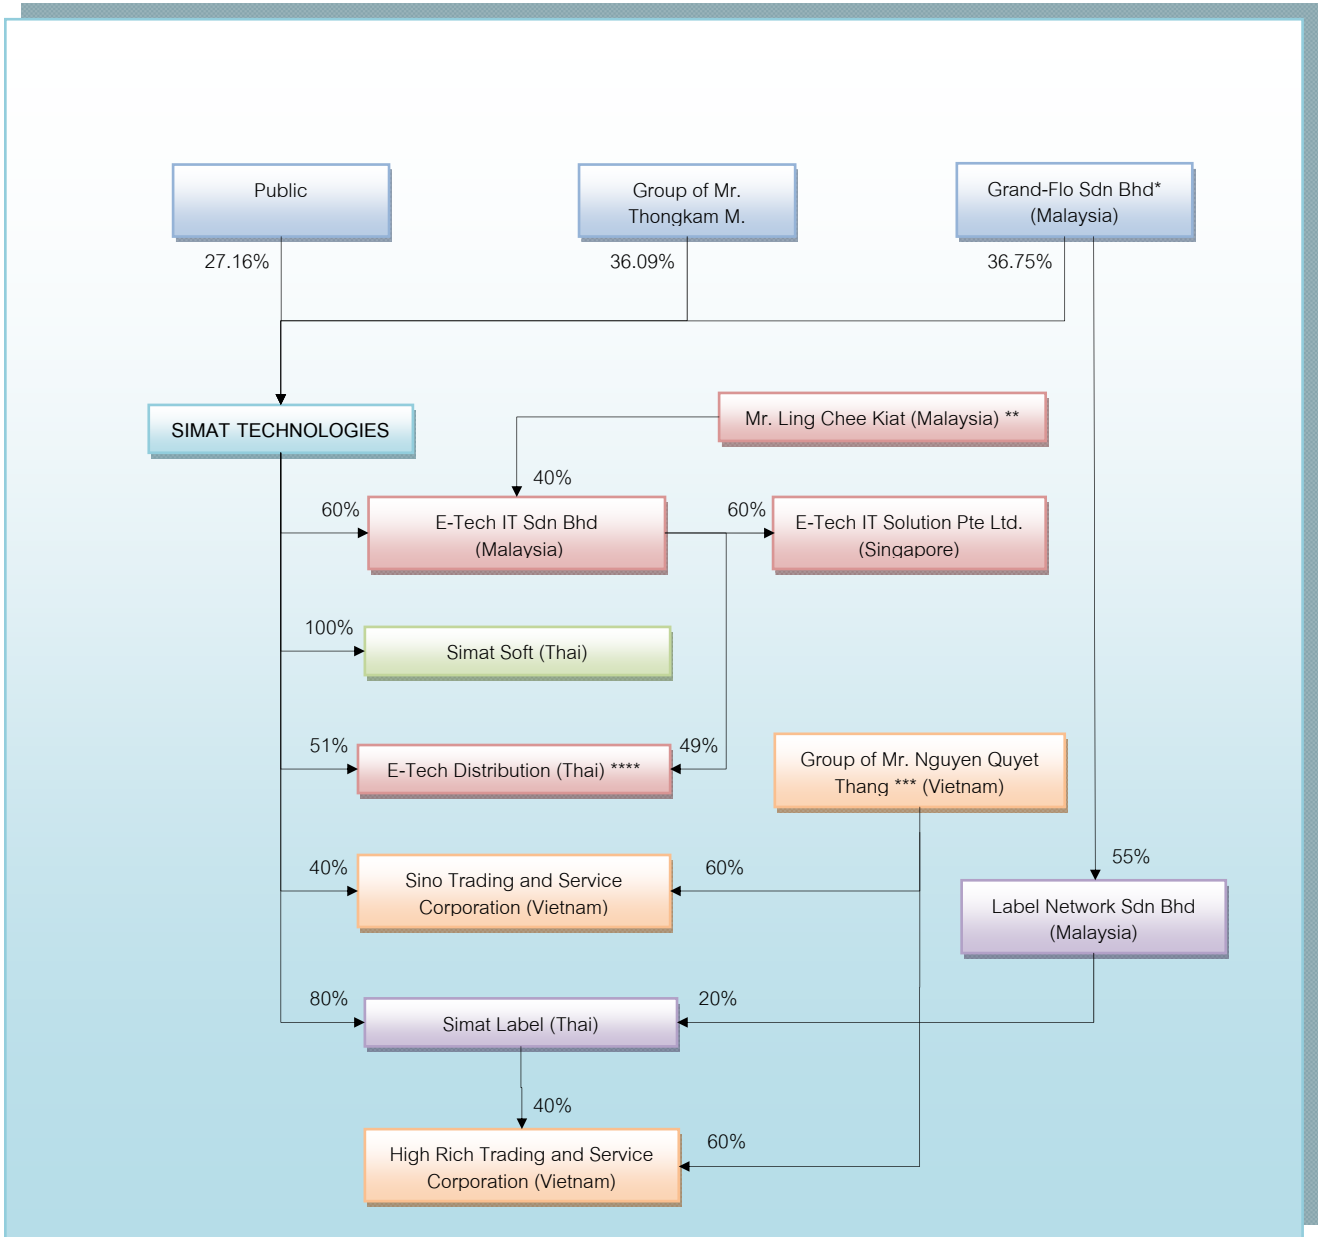 Public
Group of Mr.
Thongkam M.
Grand-Flo Sdn Bhd*
(Malaysia)
27.16%
36.09%
36.75%
SIMAT TECHNOLOGIES
Mr. Ling Chee Kiat (Malaysia) **
40%
60%
E-Tech IT Sdn Bhd
(Malaysia)
60%
E-Tech IT Solution Pte Ltd.
(Singapore)
100%
Simat Soft (Thai)
51%
E-Tech Distribution (Thai) ****
49%
Group of Mr. Nguyen Quyet
Thang *** (Vietnam)
40%
Sino Trading and Service
Corporation (Vietnam)
60%
55%
Label Network Sdn Bhd
(Malaysia)
80%
Simat Label (Thai)
20%
40%
High Rich Trading and Service
Corporation (Vietnam)
60%